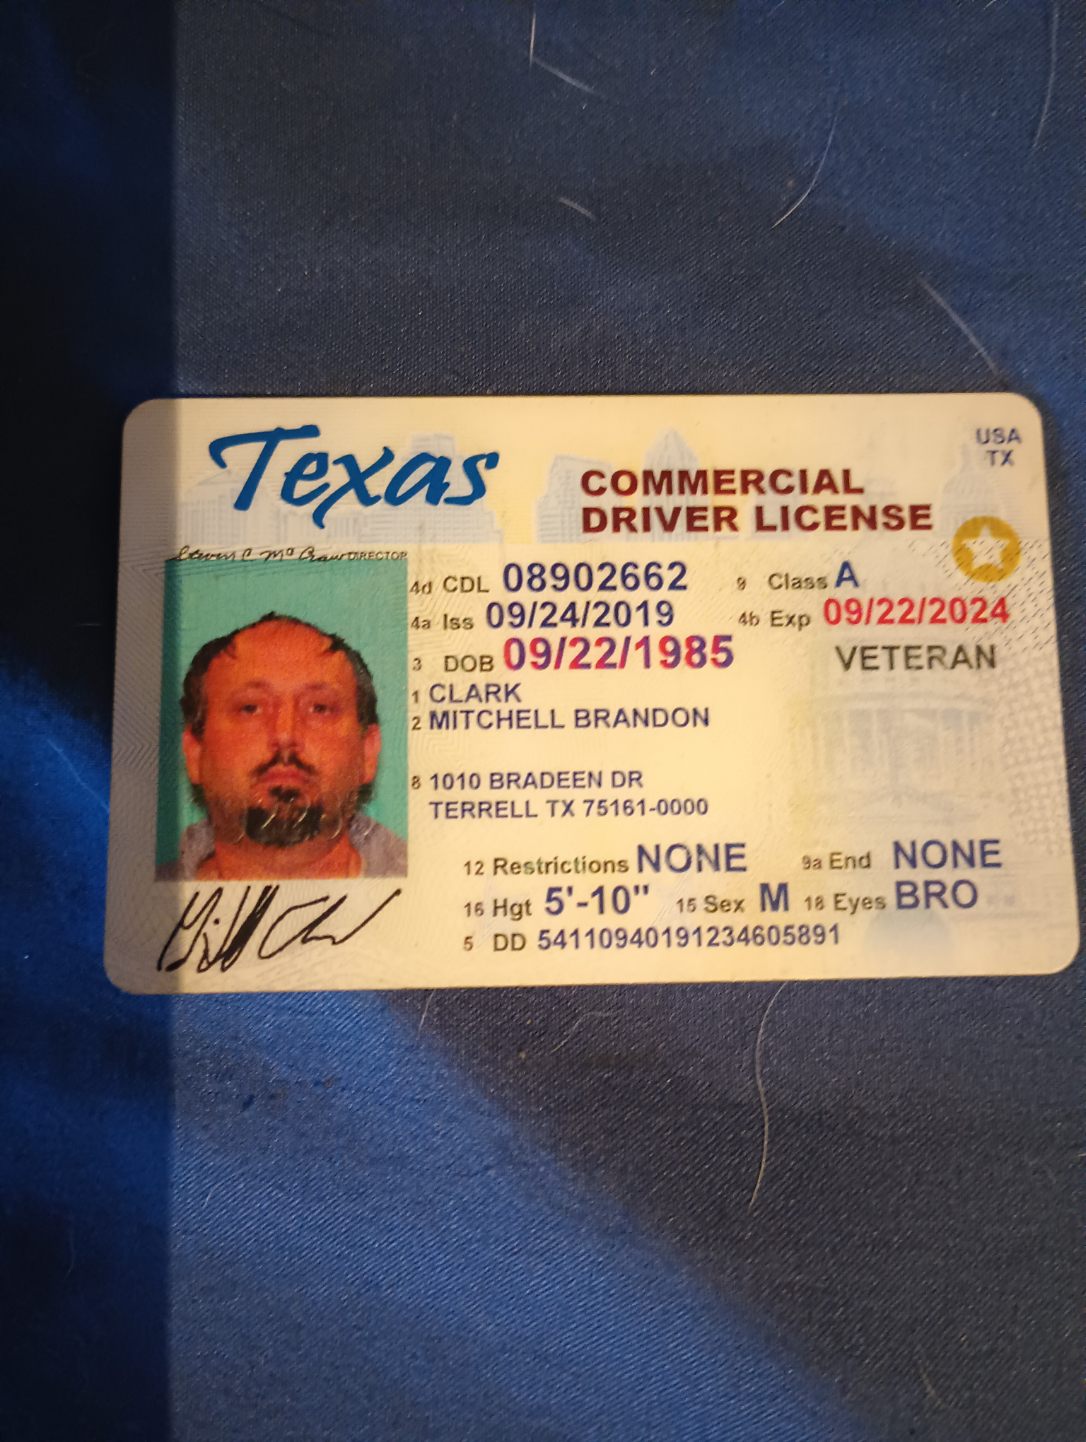 Texas
USA
TX
COMMERCIAL
DRIVER LICENSE
Steven C McCraw DIRECTOR
4d CDL 08902662 9 Class A
4a Iss 09/24/2019 4b Exp 09/22/2024
3 DOB 09/22/1985 VETERAN
1 CLARK
2 MITCHELL BRANDON
8 1010 BRADEEN DR
TERRELL TX 75161-0000
12 Restrictions NONE 9a End NONE
16 Hgt 5'-10" 15 Sex M 18 Eyes BRO
5 DD 54110940191234605891